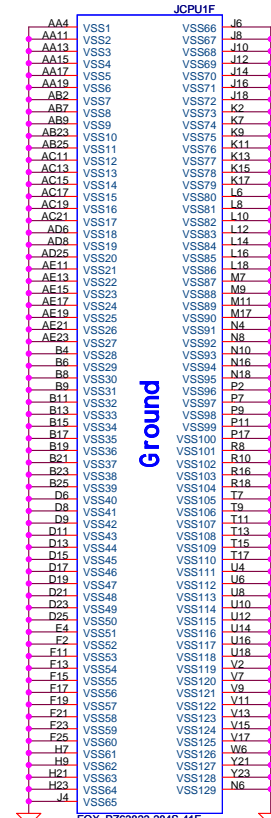 JCPU1F
AA4 VSS1 VSS66 J6
AA11 VSS2 VSS67 J8
AA13 VSS3 VSS68 J10
AA15 VSS4 VSS69 J12
AA17 VSS5 VSS70 J14
AA19 VSS6 VSS71 J16
AB2 VSS7 VSS72 J18
AB7 VSS8 VSS73 K2
AB9 VSS9 VSS74 K7
AB23 VSS10 VSS75 K9
AB25 VSS11 VSS76 K11
AC11 VSS12 VSS77 K13
AC13 VSS13 VSS78 K15
AC15 VSS14 VSS79 K17
AC17 VSS15 VSS80 L6
AC19 VSS16 VSS81 L8
AC21 VSS17 VSS82 L10
AD6 VSS18 VSS83 L12
AD8 VSS19 VSS84 L14
AD25 VSS20 VSS85 L16
AE11 VSS21 VSS86 L18
AE13 VSS22 VSS87 M7
AE15 VSS23 VSS88 M9
AE17 VSS24 VSS89 M11
AE19 VSS25 VSS90 M17
AE21 VSS26 VSS91 N4
AE23 VSS27 VSS92 N8
B4 VSS28 VSS93 N10
B6 VSS29 VSS94 N16
B8 VSS30 VSS95 N18
B9 VSS31 VSS96 P2
B11 VSS32 VSS97 P7
B13 VSS33 VSS98 P9
B15 VSS34 VSS99 P11
B17 VSS35 VSS100 P17
B19 VSS36 VSS101 R8
B21 VSS37 VSS102 R10
B23 VSS38 VSS103 R16
B25 VSS39 VSS104 R18
D6 VSS40 VSS105 T7
D8 VSS41 VSS106 T9
D9 VSS42 VSS107 T11
D11 VSS43 VSS108 T13
D13 VSS44 VSS109 T15
D15 VSS45 VSS110 T17
D17 VSS46 VSS111 U4
D19 VSS47 VSS112 U6
D21 VSS48 VSS113 U8
D23 VSS49 VSS114 U10
D25 VSS50 VSS115 U12
E4 VSS51 VSS116 U14
F2 VSS52 VSS117 U16
F11 VSS53 VSS118 U18
F13 VSS54 VSS119 V2
F15 VSS55 VSS120 V7
F17 VSS56 VSS121 V9
F19 VSS57 VSS122 V11
F21 VSS58 VSS123 V13
F23 VSS59 VSS124 V15
F25 VSS60 VSS125 V17
H7 VSS61 VSS126 W6
H9 VSS62 VSS127 Y21
H21 VSS63 VSS128 Y23
H23 VSS64 VSS129 N6
J4 VSS65
Ground